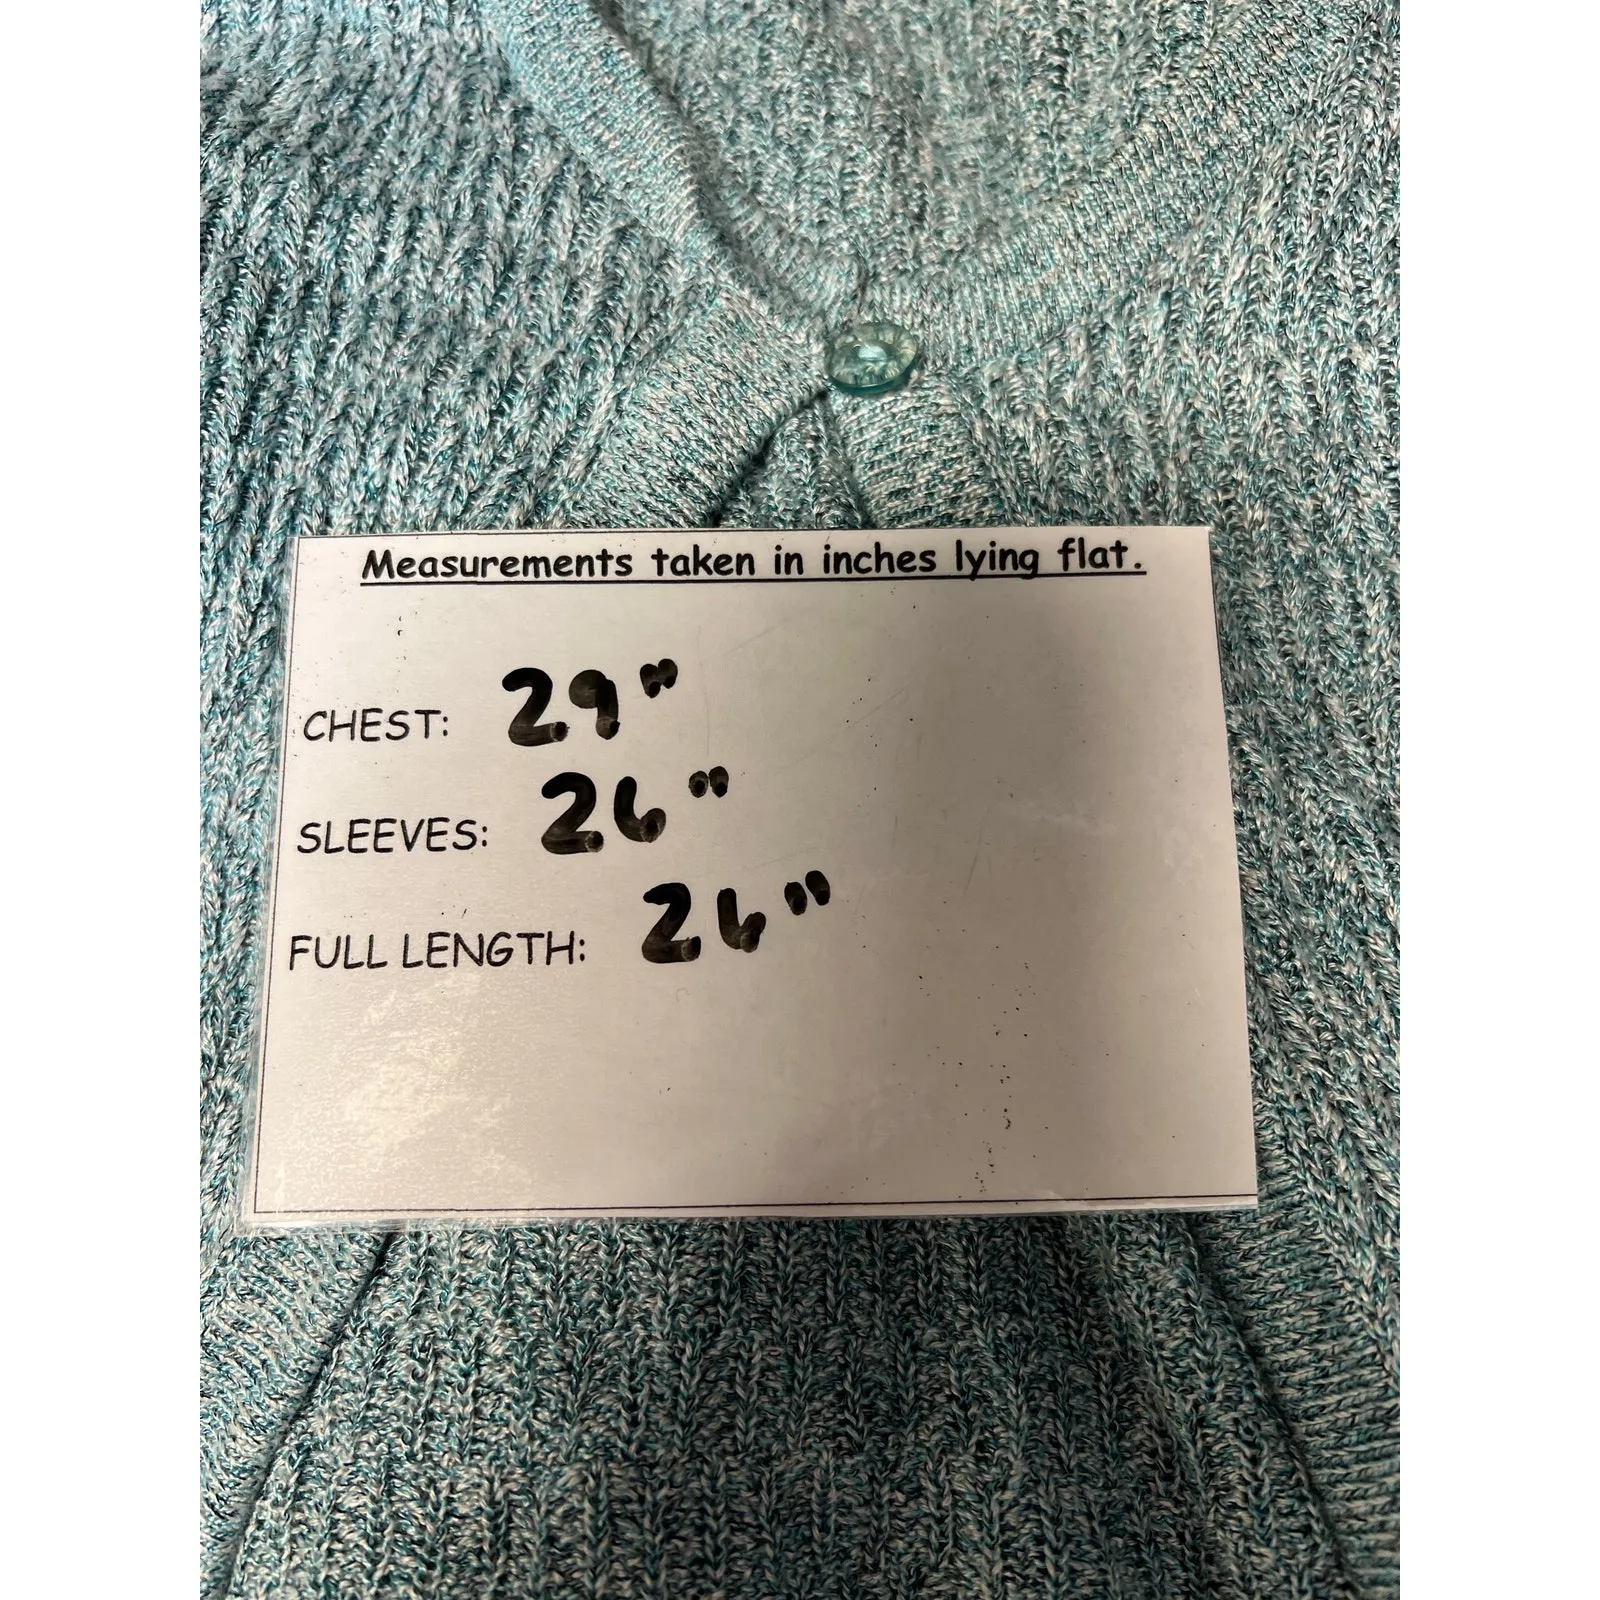 Measurements taken in inches lying flat.
CHEST: 29"
SLEEVES: 26"
FULL LENGTH: 26"